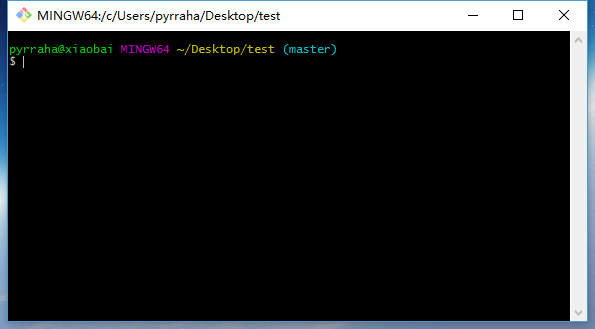 MINGW64:/c/Users/pyrraha/Desktop/test
pyrraha@xiaobai MINGW64 ~/Desktop/test (master)
$